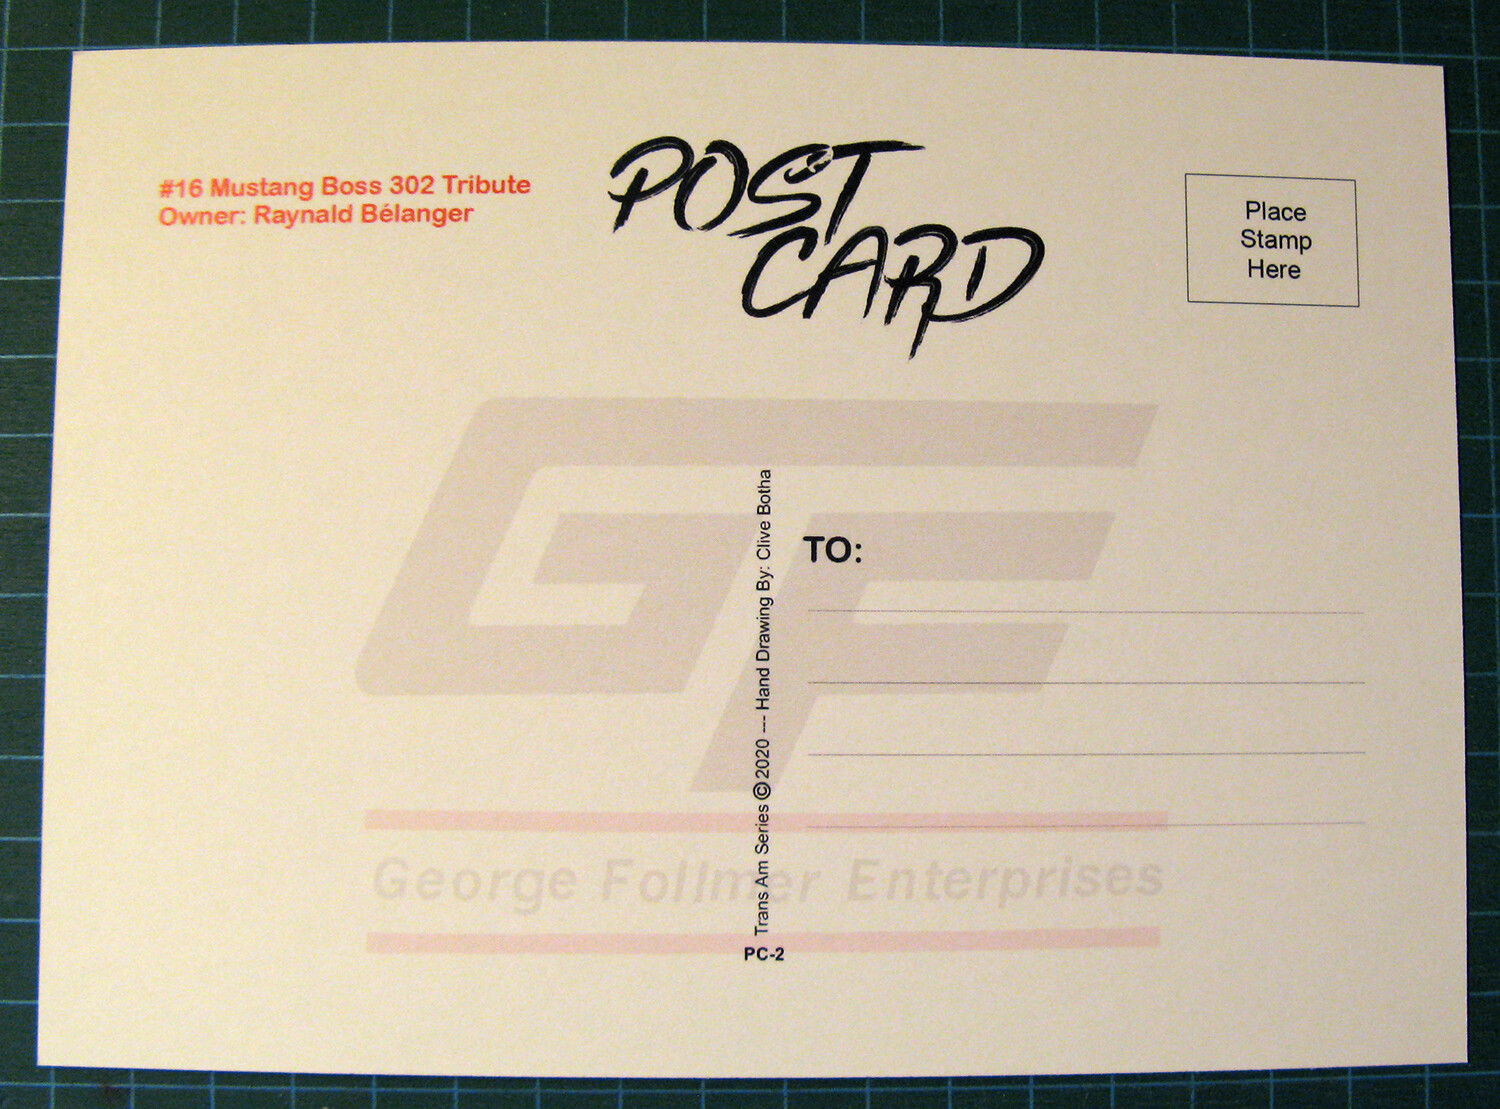 #16 Mustang Boss 302 Tribute
Owner: Raynald Bélanger
POST
CARD
Place
Stamp
Here
GF
TO:
Trans Am Series ©2020 --- Hand Drawing By: Clive Botha
George Follmer Enterprises
PC-2